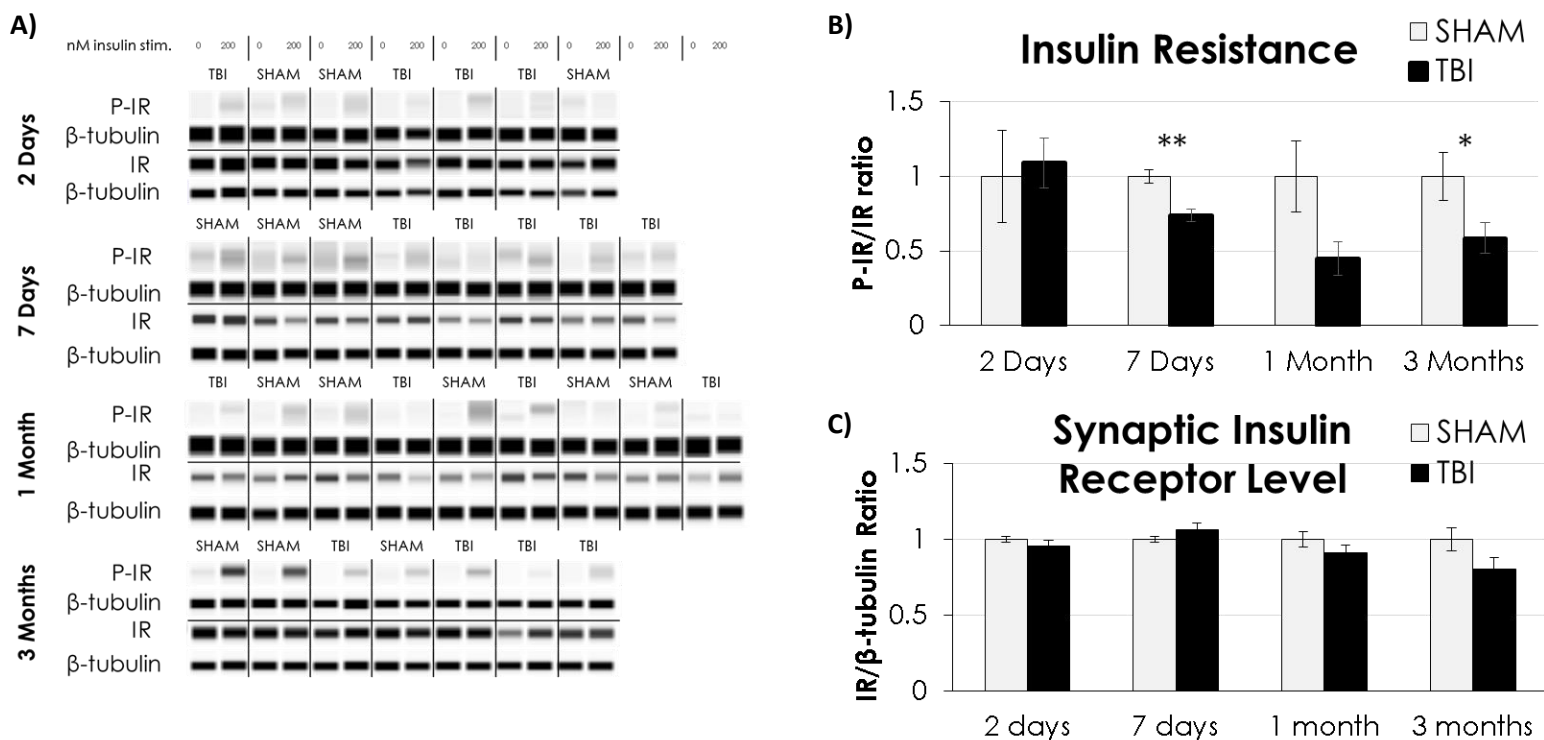 A)
nM insulin stim. 0 200 0 200 0 200 0 200 0 200 0 200 0 200 0 200 0 200
2 Days
TBI SHAM SHAM TBI TBI TBI SHAM
P-IR
β-tubulin
IR
β-tubulin
7 Days
SHAM SHAM SHAM TBI TBI TBI TBI TBI
P-IR
β-tubulin
IR
β-tubulin
1 Month
TBI SHAM SHAM TBI SHAM TBI SHAM SHAM TBI
P-IR
β-tubulin
IR
β-tubulin
3 Months
SHAM SHAM TBI SHAM TBI TBI TBI
P-IR
β-tubulin
IR
β-tubulin
B)
Insulin Resistance
SHAM
TBI
P-IR/IR ratio
1.5
1
0.5
0
** *
2 Days 7 Days 1 Month 3 Months
C)
Synaptic Insulin
Receptor Level
SHAM
TBI
IR/β-tubulin Ratio
1.5
1
0.5
0
2 days 7 days 1 month 3 months